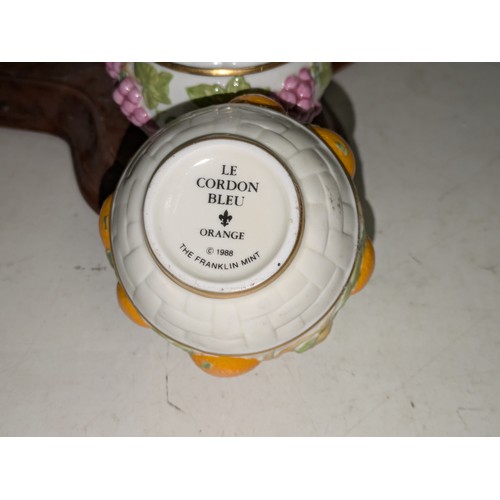 LE
CORDON
BLEU
ORANGE
© 1988
THE FRANKLIN MINT